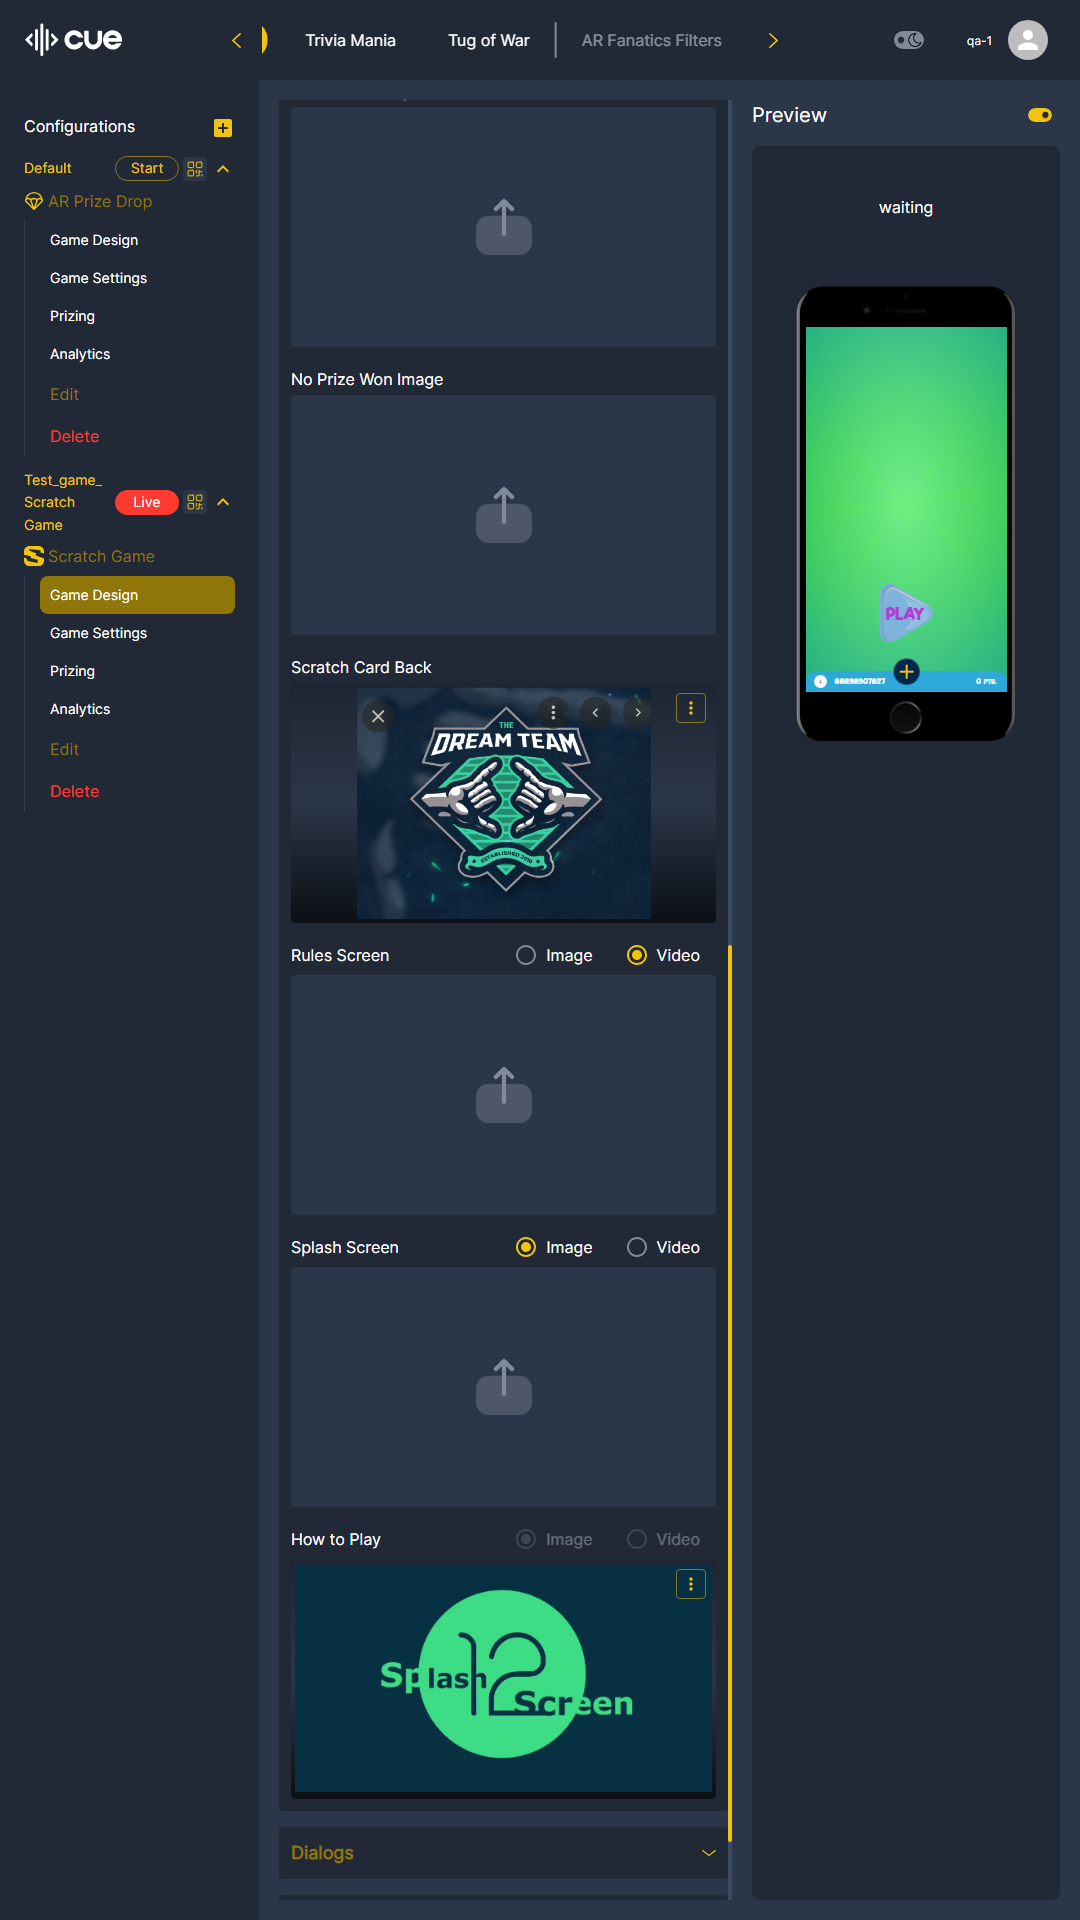 cue
Trivia Mania
Tug of War
AR Fanatics Filters
qa-1
Configurations
Default
Start
AR Prize Drop
Game Design
Game Settings
Prizing
Analytics
Edit
Delete
Test_game_
Scratch
Game
Live
Scratch Game
Game Design
Game Settings
Prizing
Analytics
Edit
Delete
No Prize Won Image
Scratch Card Back
THE
DREAM TEAM
ESTABLISHED 2010
Rules Screen
Image
Video
Splash Screen
Image
Video
How to Play
Image
Video
Splash
12
Screen
Dialogs
Preview
waiting
PLAY
0 PTS.